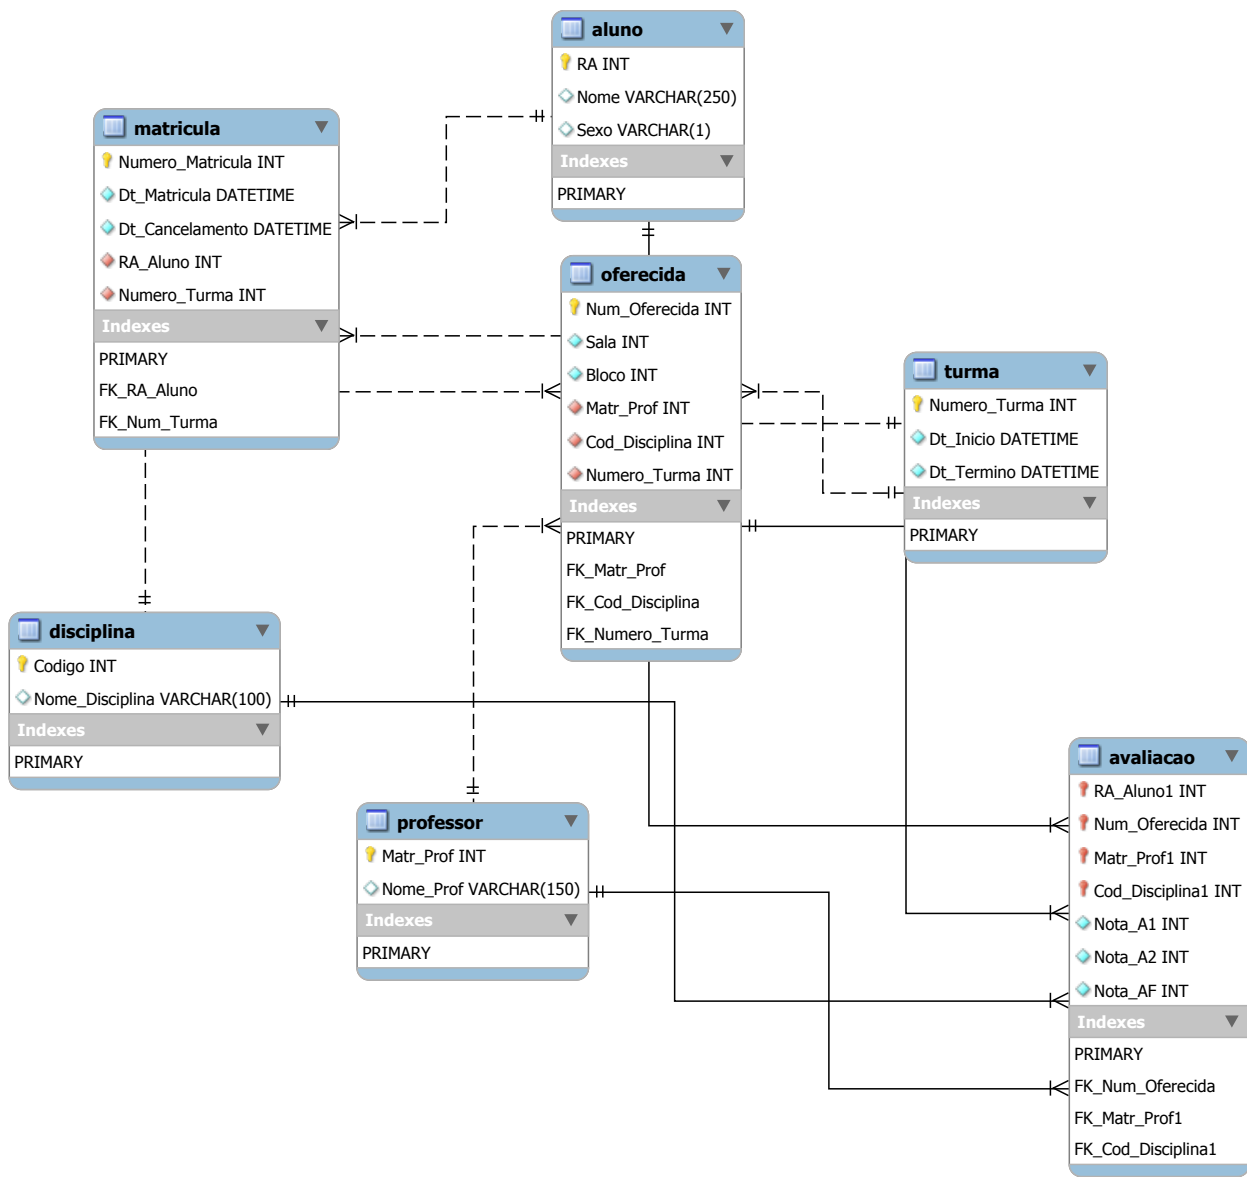 aluno
RA INT
Nome VARCHAR(250)
Sexo VARCHAR(1)
Indexes
PRIMARY
matricula
Numero_Matricula INT
Dt_Matricula DATETIME
Dt_Cancelamento DATETIME
RA_Aluno INT
Numero_Turma INT
Indexes
PRIMARY
FK_RA_Aluno
FK_Num_Turma
oferecida
Num_Oferecida INT
Sala INT
Bloco INT
Matr_Prof INT
Cod_Disciplina INT
Numero_Turma INT
Indexes
PRIMARY
FK_Matr_Prof
FK_Cod_Disciplina
FK_Numero_Turma
turma
Numero_Turma INT
Dt_Inicio DATETIME
Dt_Termino DATETIME
Indexes
PRIMARY
disciplina
Codigo INT
Nome_Disciplina VARCHAR(100)
Indexes
PRIMARY
professor
Matr_Prof INT
Nome_Prof VARCHAR(150)
Indexes
PRIMARY
avaliacao
RA_Aluno1 INT
Num_Oferecida INT
Matr_Prof1 INT
Cod_Disciplina1 INT
Nota_A1 INT
Nota_A2 INT
Nota_AF INT
Indexes
PRIMARY
FK_Num_Oferecida
FK_Matr_Prof1
FK_Cod_Disciplina1